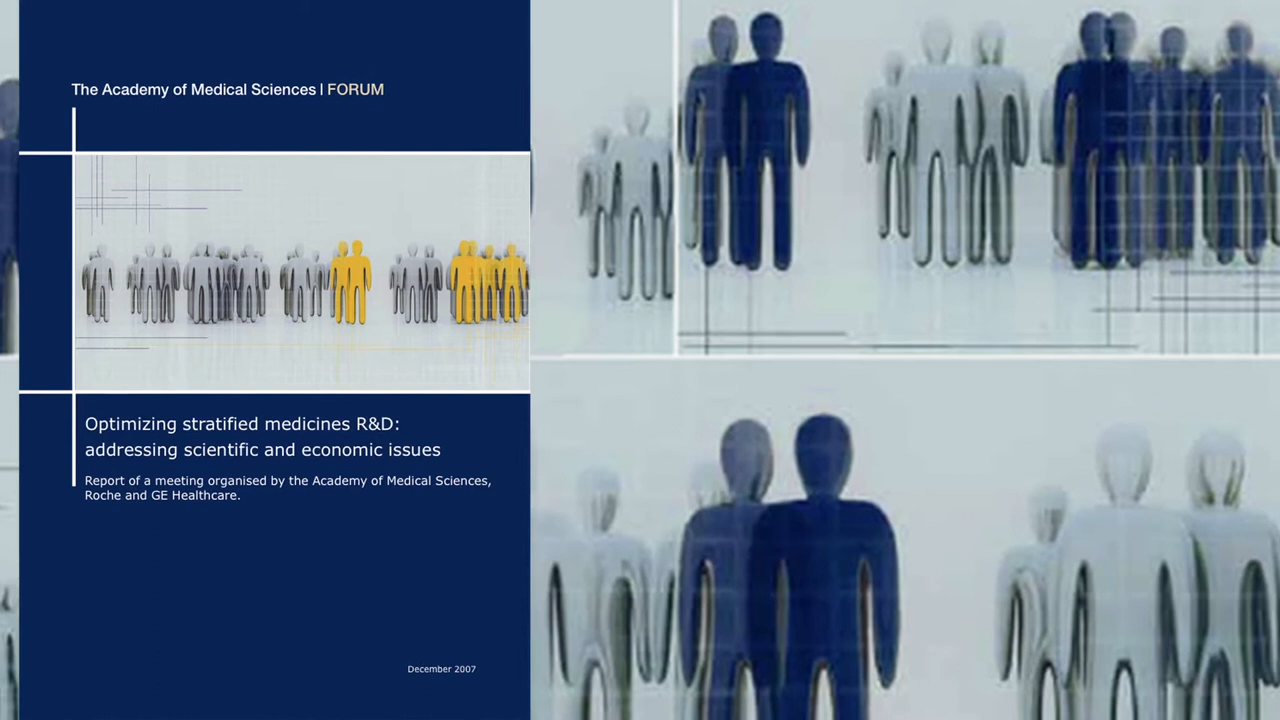 The Academy of Medical Sciences | FORUM
Optimizing stratified medicines R&D:
addressing scientific and economic issues
Report of a meeting organised by the Academy of Medical Sciences,
Roche and GE Healthcare.
December 2007